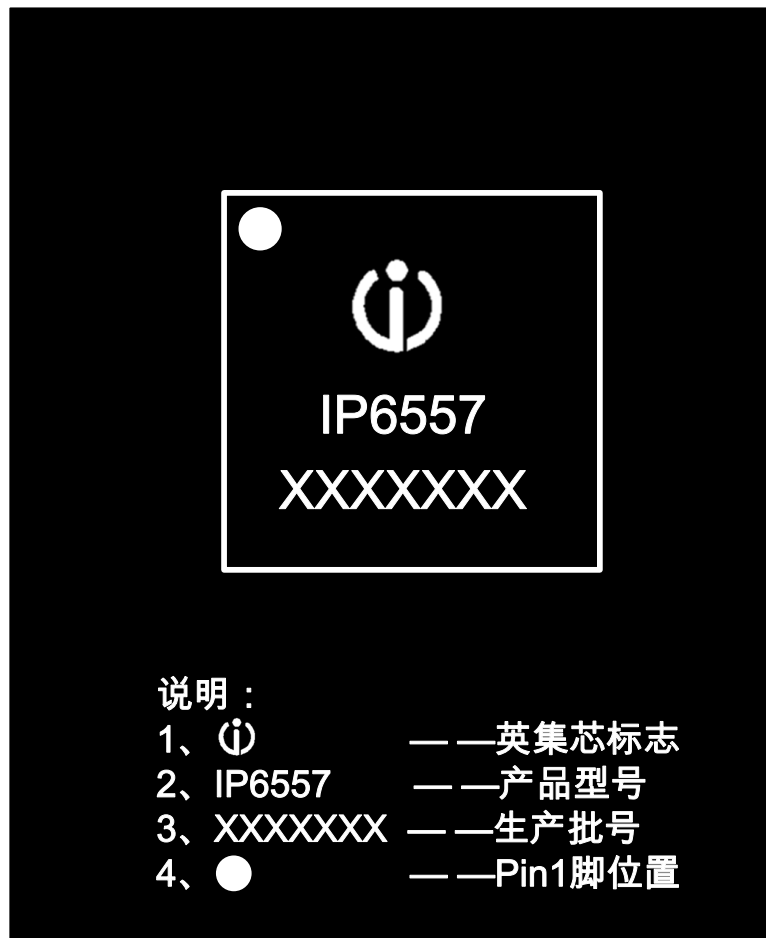 IP6557
XXXXXXX
说明：
1、 — —英集芯标志
2、IP6557 — —产品型号
3、XXXXXXX — —生产批号
4、 — —Pin1脚位置